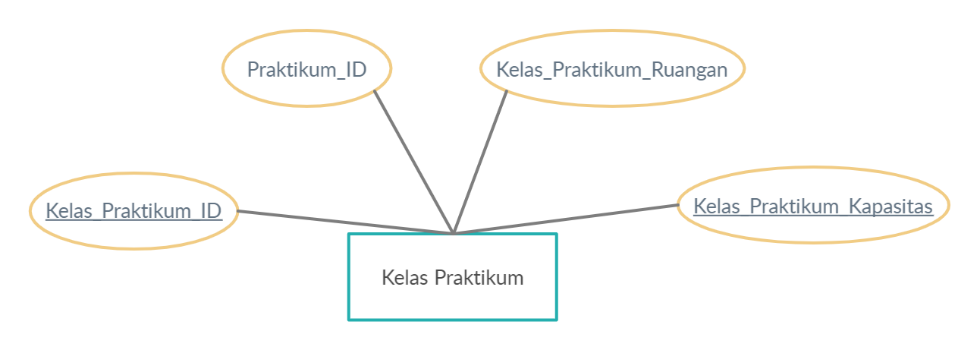 Praktikum_ID
Kelas_Praktikum_Ruangan
Kelas_Praktikum_ID
Kelas_Praktikum_Kapasitas
Kelas Praktikum